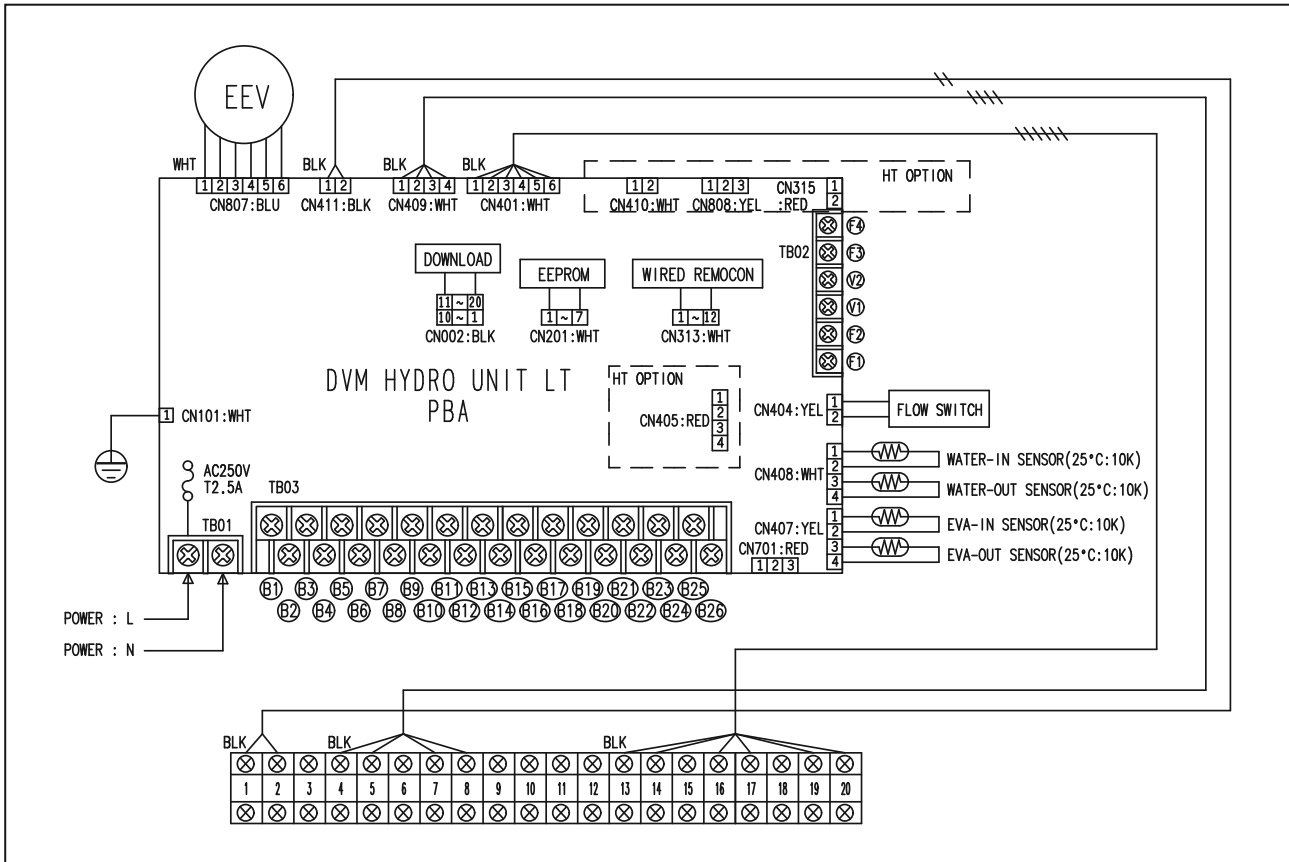 EEV
WHT
BLK
BLK
BLK
1 2 3 4 5 6
1 2
1 2 3 4
1 2 3 4 5 6
1 2
1 2 3
CN315
:RED
1
2
HT OPTION
CN807:BLU
CN411:BLK
CN409:WHT
CN401:WHT
CN410:WHT
CN808:YEL
TB02
F4
F3
V2
V1
F2
F1
DOWNLOAD
11 ~ 20
10 ~ 1
CN002:BLK
EEPROM
1 ~ 7
CN201:WHT
WIRED REMOCON
1 ~ 12
CN313:WHT
DVM HYDRO UNIT LT
PBA
HT OPTION
CN405:RED
1
2
3
4
1 CN101:WHT
CN404:YEL
1
2
FLOW SWITCH
CN408:WHT
1
2
3
4
WATER-IN SENSOR(25°C:10K)
WATER-OUT SENSOR(25°C:10K)
CN407:YEL
1
2
3
4
EVA-IN SENSOR(25°C:10K)
EVA-OUT SENSOR(25°C:10K)
CN701:RED
1 2 3
AC250V
T2.5A
TB01
TB03
B1 B3 B5 B7 B9 B11 B13 B15 B17 B19 B21 B23 B25
B2 B4 B6 B8 B10 B12 B14 B16 B18 B20 B22 B24 B26
POWER : L
POWER : N
BLK
BLK
BLK
1 2 3 4 5 6 7 8 9 10 11 12 13 14 15 16 17 18 19 20